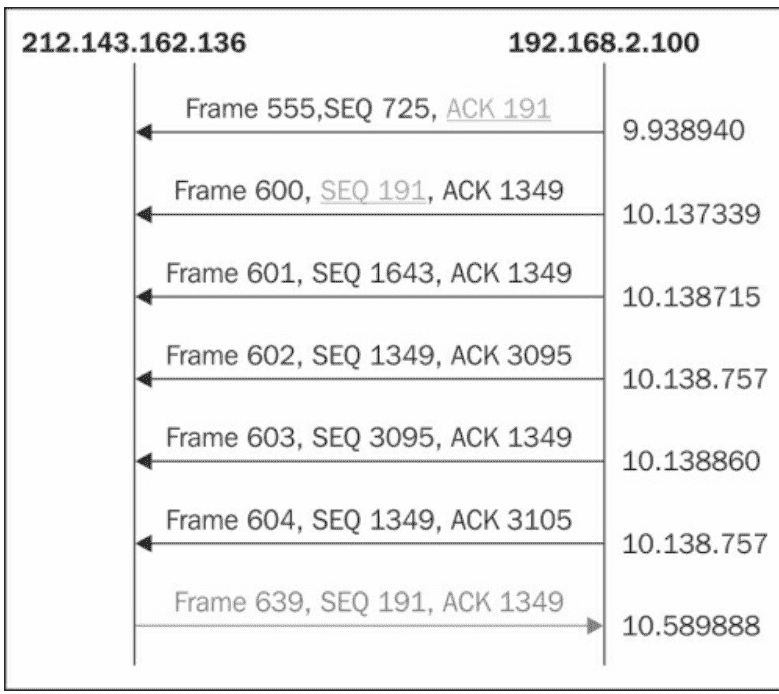 212.143.162.136 192.168.2.100
Frame 555,SEQ 725, ACK 191
9.938940
Frame 600, SEQ 191, ACK 1349
10.137339
Frame 601, SEQ 1643, ACK 1349
10.138715
Frame 602, SEQ 1349, ACK 3095
10.138.757
Frame 603, SEQ 3095, ACK 1349
10.138860
Frame 604, SEQ 1349, ACK 3105
10.138.757
Frame 639, SEQ 191, ACK 1349
10.589888